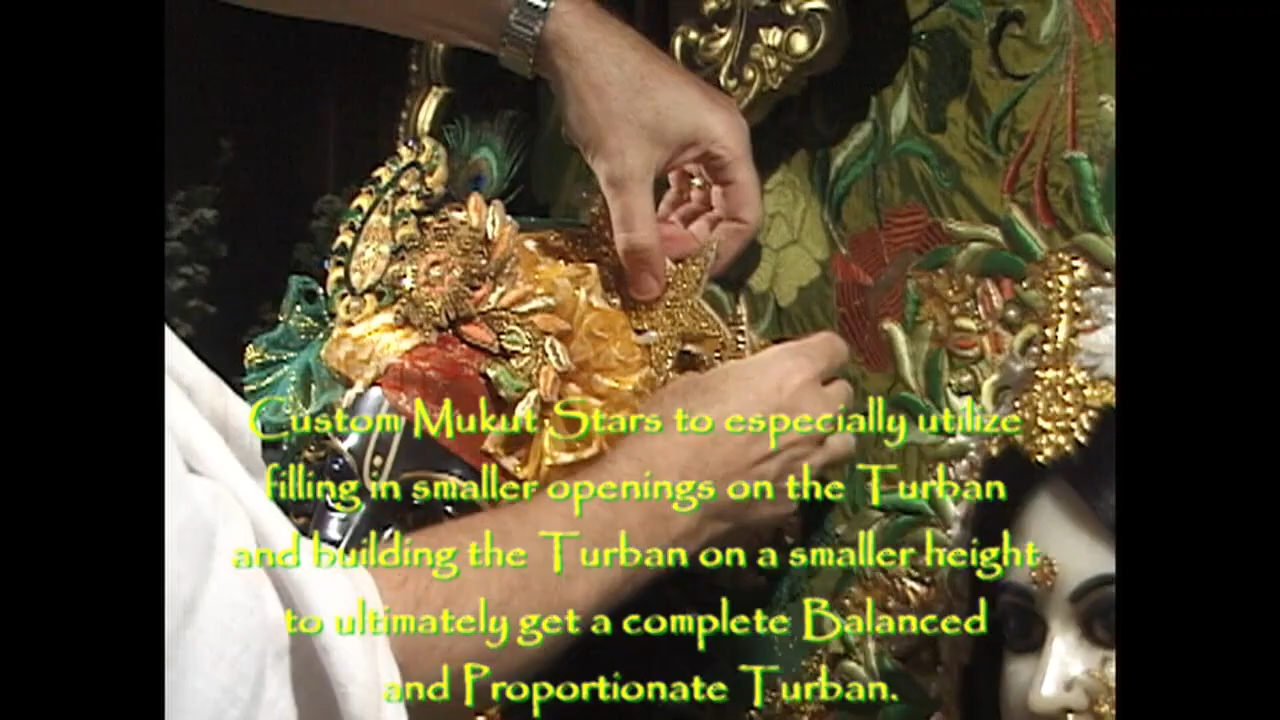 Custom Mukut Stars to especially utilize
filling in smaller openings on the Turban
and building the Turban on a smaller height
to ultimately get a complete Balanced
and Proportionate Turban.